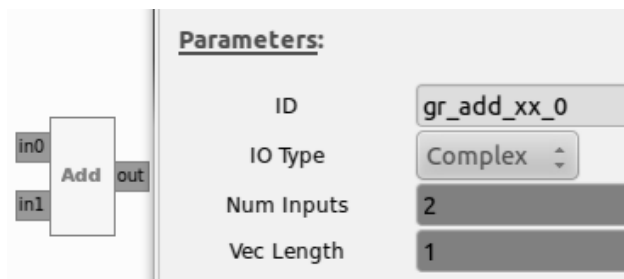 in0
in1
Add
out
Parameters:
ID
gr_add_xx_0
IO Type
Complex
Num Inputs
2
Vec Length
1